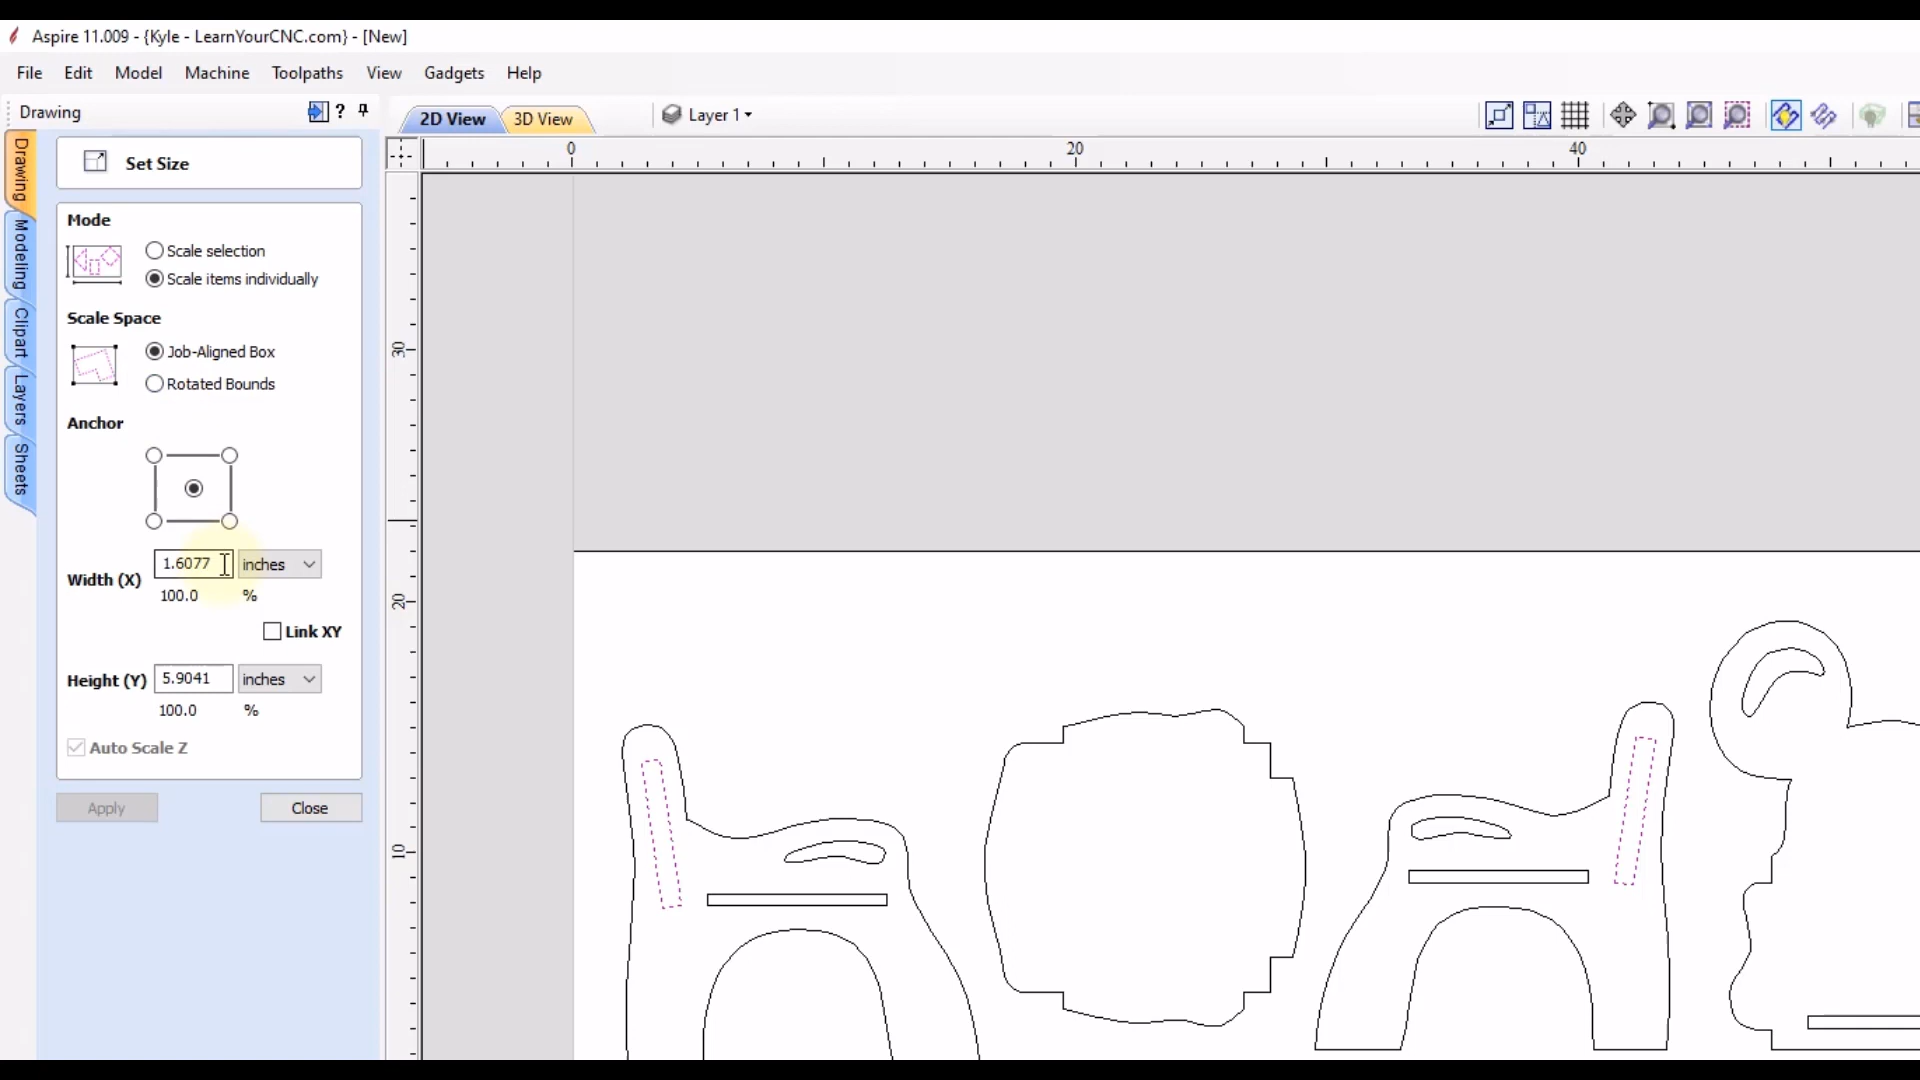 Aspire 11.009 - {Kyle - LearnYourCNC.com} - [New]
File Edit Model Machine Toolpaths View Gadgets Help
Drawing ?
2D View 3D View Layer 1
0 20 40
Drawing
Modeling
Clipart
Layers
Sheets
Set Size
Mode
Scale selection
Scale items individually
Scale Space
Job-Aligned Box
Rotated Bounds
Anchor
Width (X) 1.6077 inches
100.0 %
Link XY
Height (Y) 5.9041 inches
100.0 %
Auto Scale Z
Apply Close
30
20
10